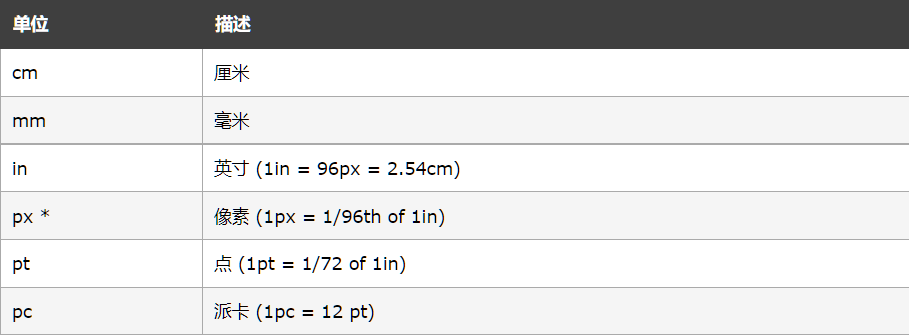 单位 描述
cm 厘米
mm 毫米
in 英寸 (1in = 96px = 2.54cm)
px * 像素 (1px = 1/96th of 1in)
pt 点 (1pt = 1/72 of 1in)
pc 派卡 (1pc = 12 pt)